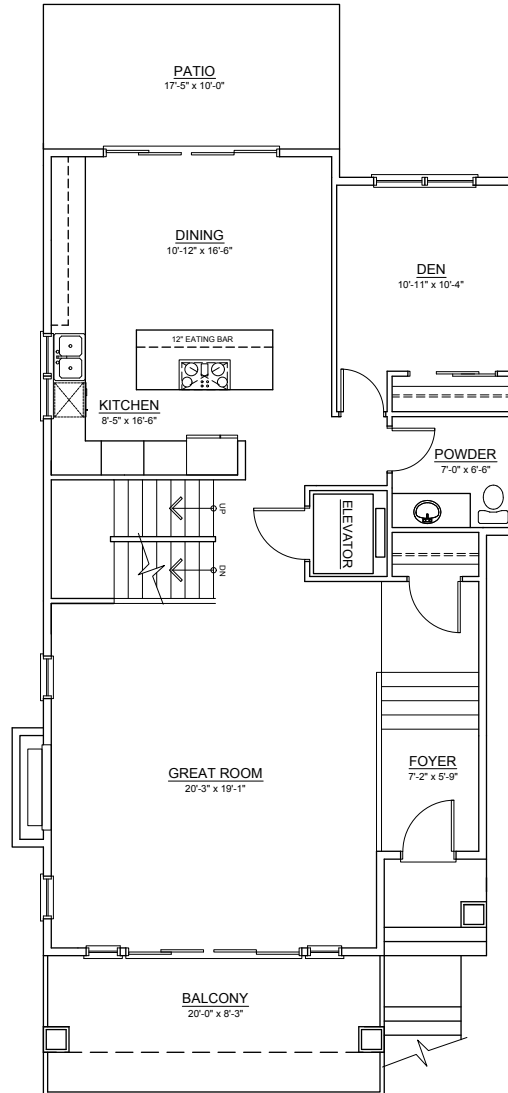 PATIO
17'-5" x 10'-0"
DINING
10'-12" x 16'-6"
DEN
10'-11" x 10'-4"
12" EATING BAR
KITCHEN
8'-5" x 16'-6"
POWDER
7'-0" x 6'-6"
UP
ELEVATOR
DN
FOYER
7'-2" x 5'-9"
GREAT ROOM
20'-3" x 19'-1"
BALCONY
20'-0" x 8'-3"